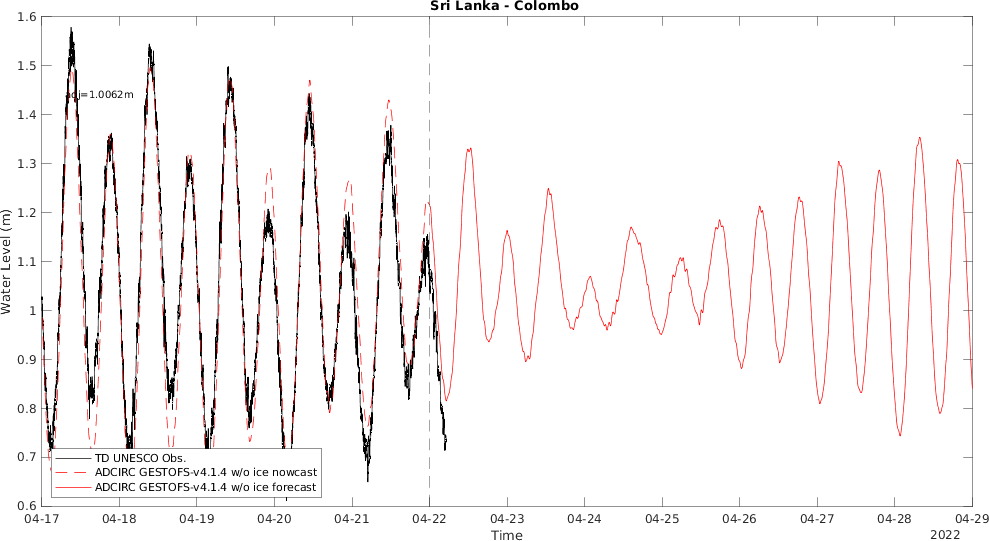 Sri Lanka - Colombo
1.6
1.5
1.4
1.3
1.2
1.1
1
0.9
0.8
0.7
0.6
Water Level (m)
adj=1.0062m
TD UNESCO Obs.
ADCIRC GESTOFS-v4.1.4 w/o ice nowcast
ADCIRC GESTOFS-v4.1.4 w/o ice forecast
04-17 04-18 04-19 04-20 04-21 04-22 04-23 04-24 04-25 04-26 04-27 04-28 04-29
Time
2022